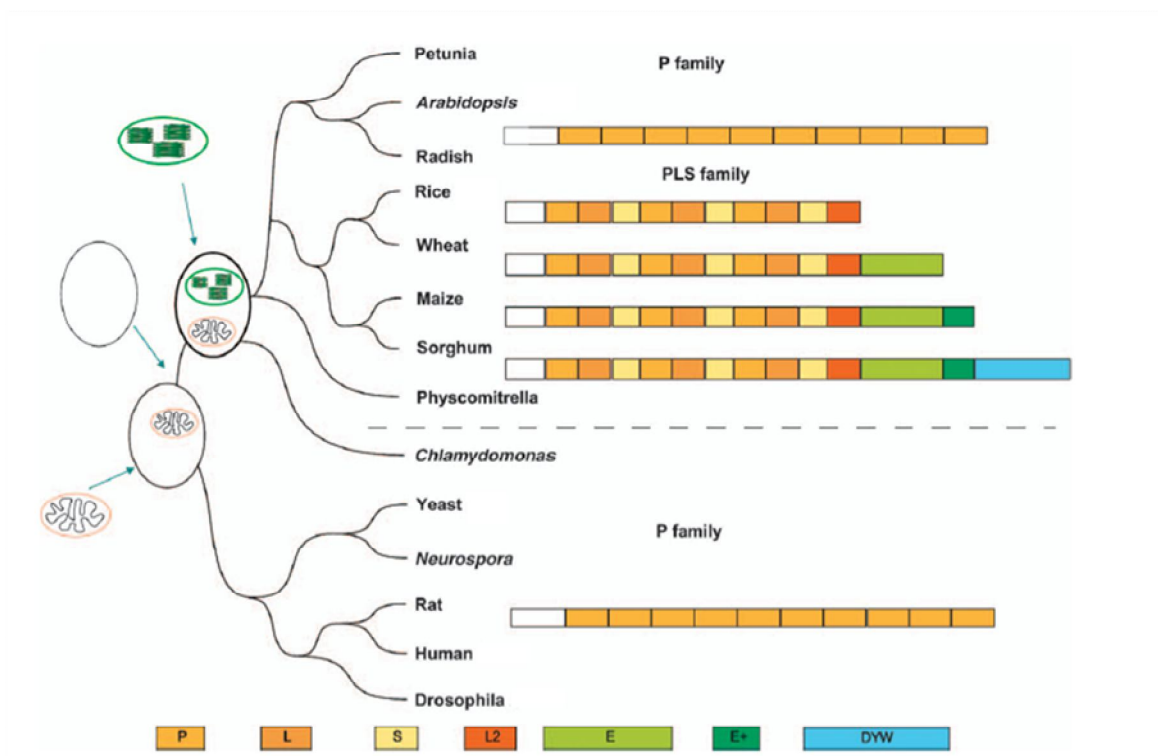 Petunia
P family
Arabidopsis
Radish
PLS family
Rice
Wheat
Maize
Sorghum
Physcomitrella
Chlamydomonas
Yeast
P family
Neurospora
Rat
Human
Drosophila
P L S L2 E E+ DYW